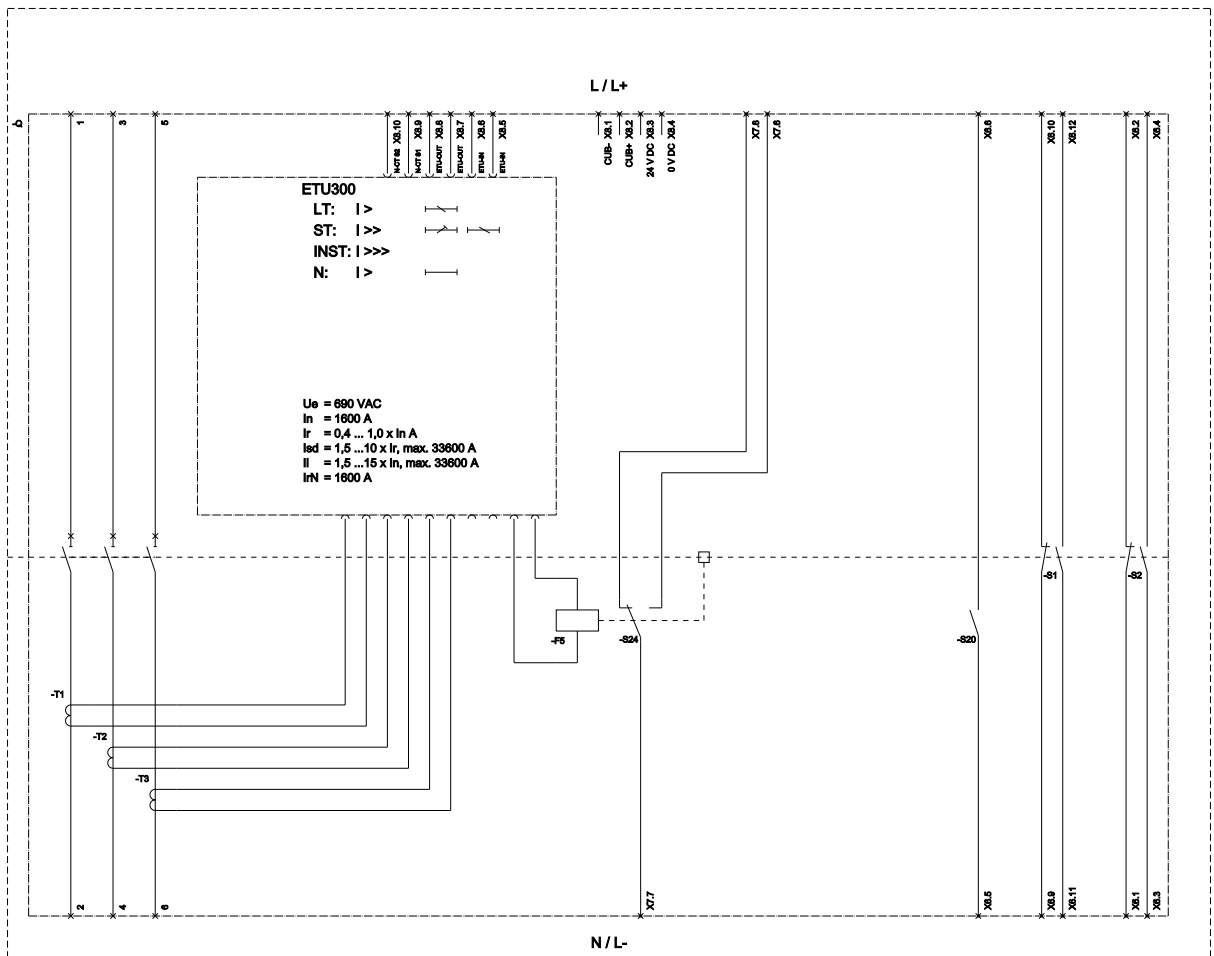 L / L+
1
3
5
X8.10
X8.9
X8.8
X8.7
X8.6
X8.5
N-CT S2
N-CT S1
ETU-OUT
ETU-OUT
ETU-IN
ETU-IN
X8.1
X8.2
X8.3
X8.4
CUB-
CUB+
24 V DC
0 V DC
X7.8
X7.6
X6.6
X6.10
X6.12
X6.2
X6.4
ETU300
LT: I >
ST: I >>
INST: I >>>
N: I >
Ue = 690 VAC
In = 1600 A
Ir = 0,4 ... 1,0 x In A
Isd = 1,5 ...10 x Ir, max. 33600 A
Ii = 1,5 ...15 x In, max. 33600 A
IrN = 1600 A
-S1
-S2
-F5
-S24
-S20
-T1
-T2
-T3
2
4
6
X7.7
X6.5
X6.9
X6.11
X6.1
X6.3
N / L-